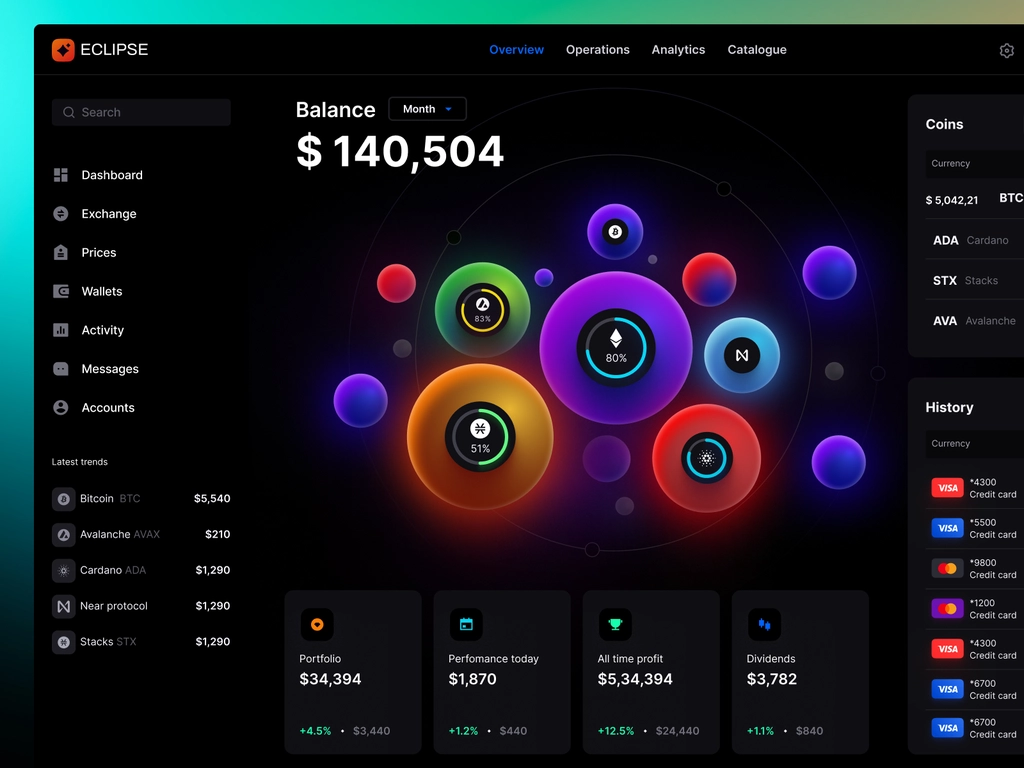 ECLIPSE
Overview Operations Analytics Catalogue
Search
Dashboard
Exchange
Prices
Wallets
Activity
Messages
Accounts
Latest trends
Bitcoin BTC $5,540
Avalanche AVAX $210
Cardano ADA $1,290
Near protocol $1,290
Stacks STX $1,290
Balance Month
$ 140,504
83%
80%
51%
Portfolio
$34,394
+4.5% • $3,440
Perfomance today
$1,870
+1.2% • $440
All time profit
$5,34,394
+12.5% • $24,440
Dividends
$3,782
+1.1% • $840
Coins
Currency
$ 5,042,21 BTC
ADA Cardano
STX Stacks
AVA Avalanche
History
Currency
VISA *4300
Credit card
VISA *5500
Credit card
*9800
Credit card
*1200
Credit card
VISA *4300
Credit card
VISA *6700
Credit card
VISA *6700
Credit card